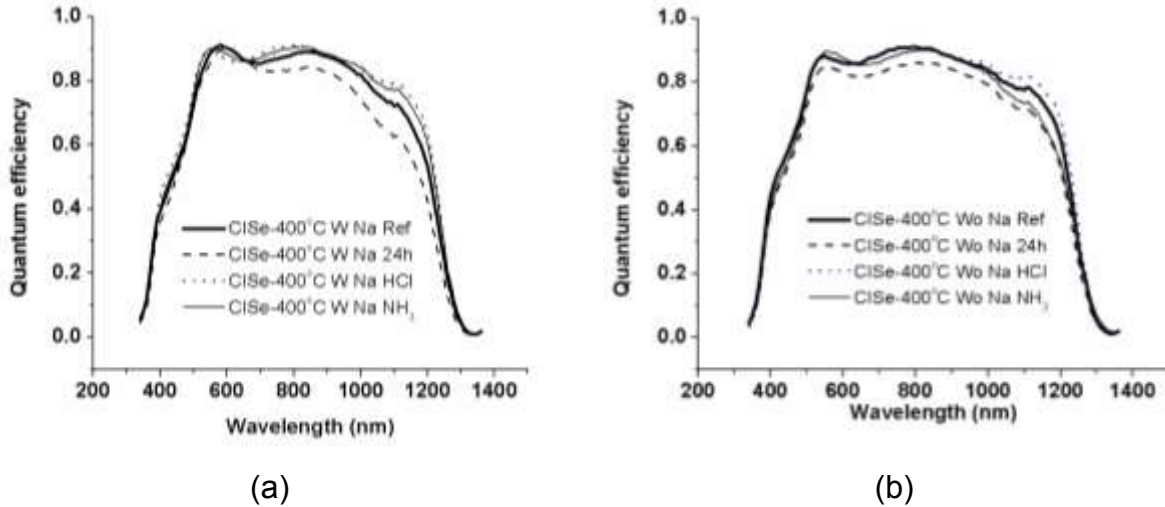 1.0
0.8
0.6
0.4
0.2
0.0
Quantum efficiency
CISe-400°C W Na Ref
CISe-400°C W Na 24h
CISe-400°C W Na HCl
CISe-400°C W Na NH₃
200 400 600 800 1000 1200 1400
Wavelength (nm)
(a)
1.0
0.8
0.6
0.4
0.2
0.0
Quantum efficiency
CISe-400°C Wo Na Ref
CISe-400°C Wo Na 24h
CISe-400°C Wo Na HCl
CISe-400°C Wo Na NH₃
200 400 600 800 1000 1200 1400
Wavelength (nm)
(b)